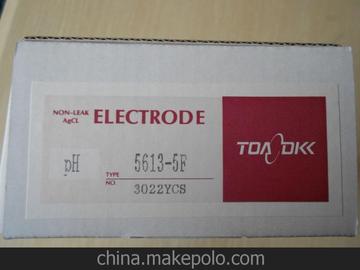 NON-LEAK
AgCL
ELECTRODE
pH
TYPE 5613-5F
NO. 3022YCS
TOA DKK
china.makepolo.com